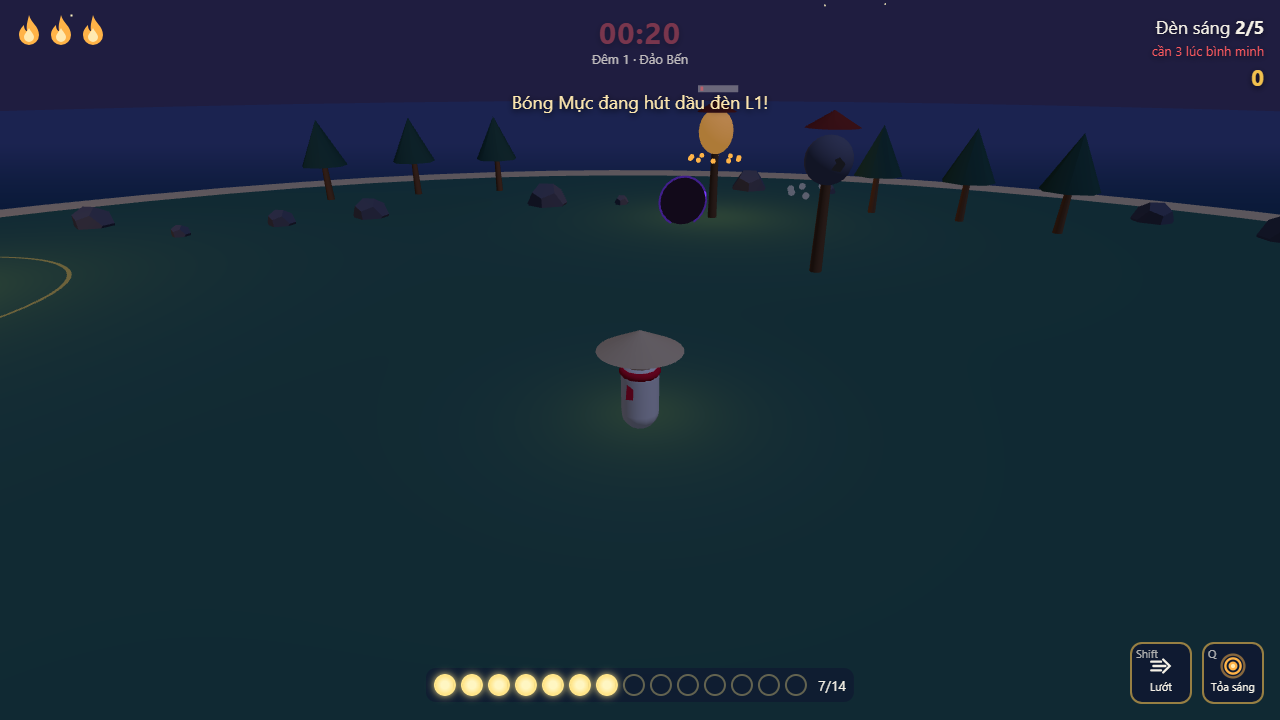 00:20
Đêm 1 · Đảo Bến
Đèn sáng 2/5
cần 3 lúc bình minh
0
Bóng Mực đang hút dầu đèn L1!
7/14
Shift
Lướt
Q
Tỏa sáng